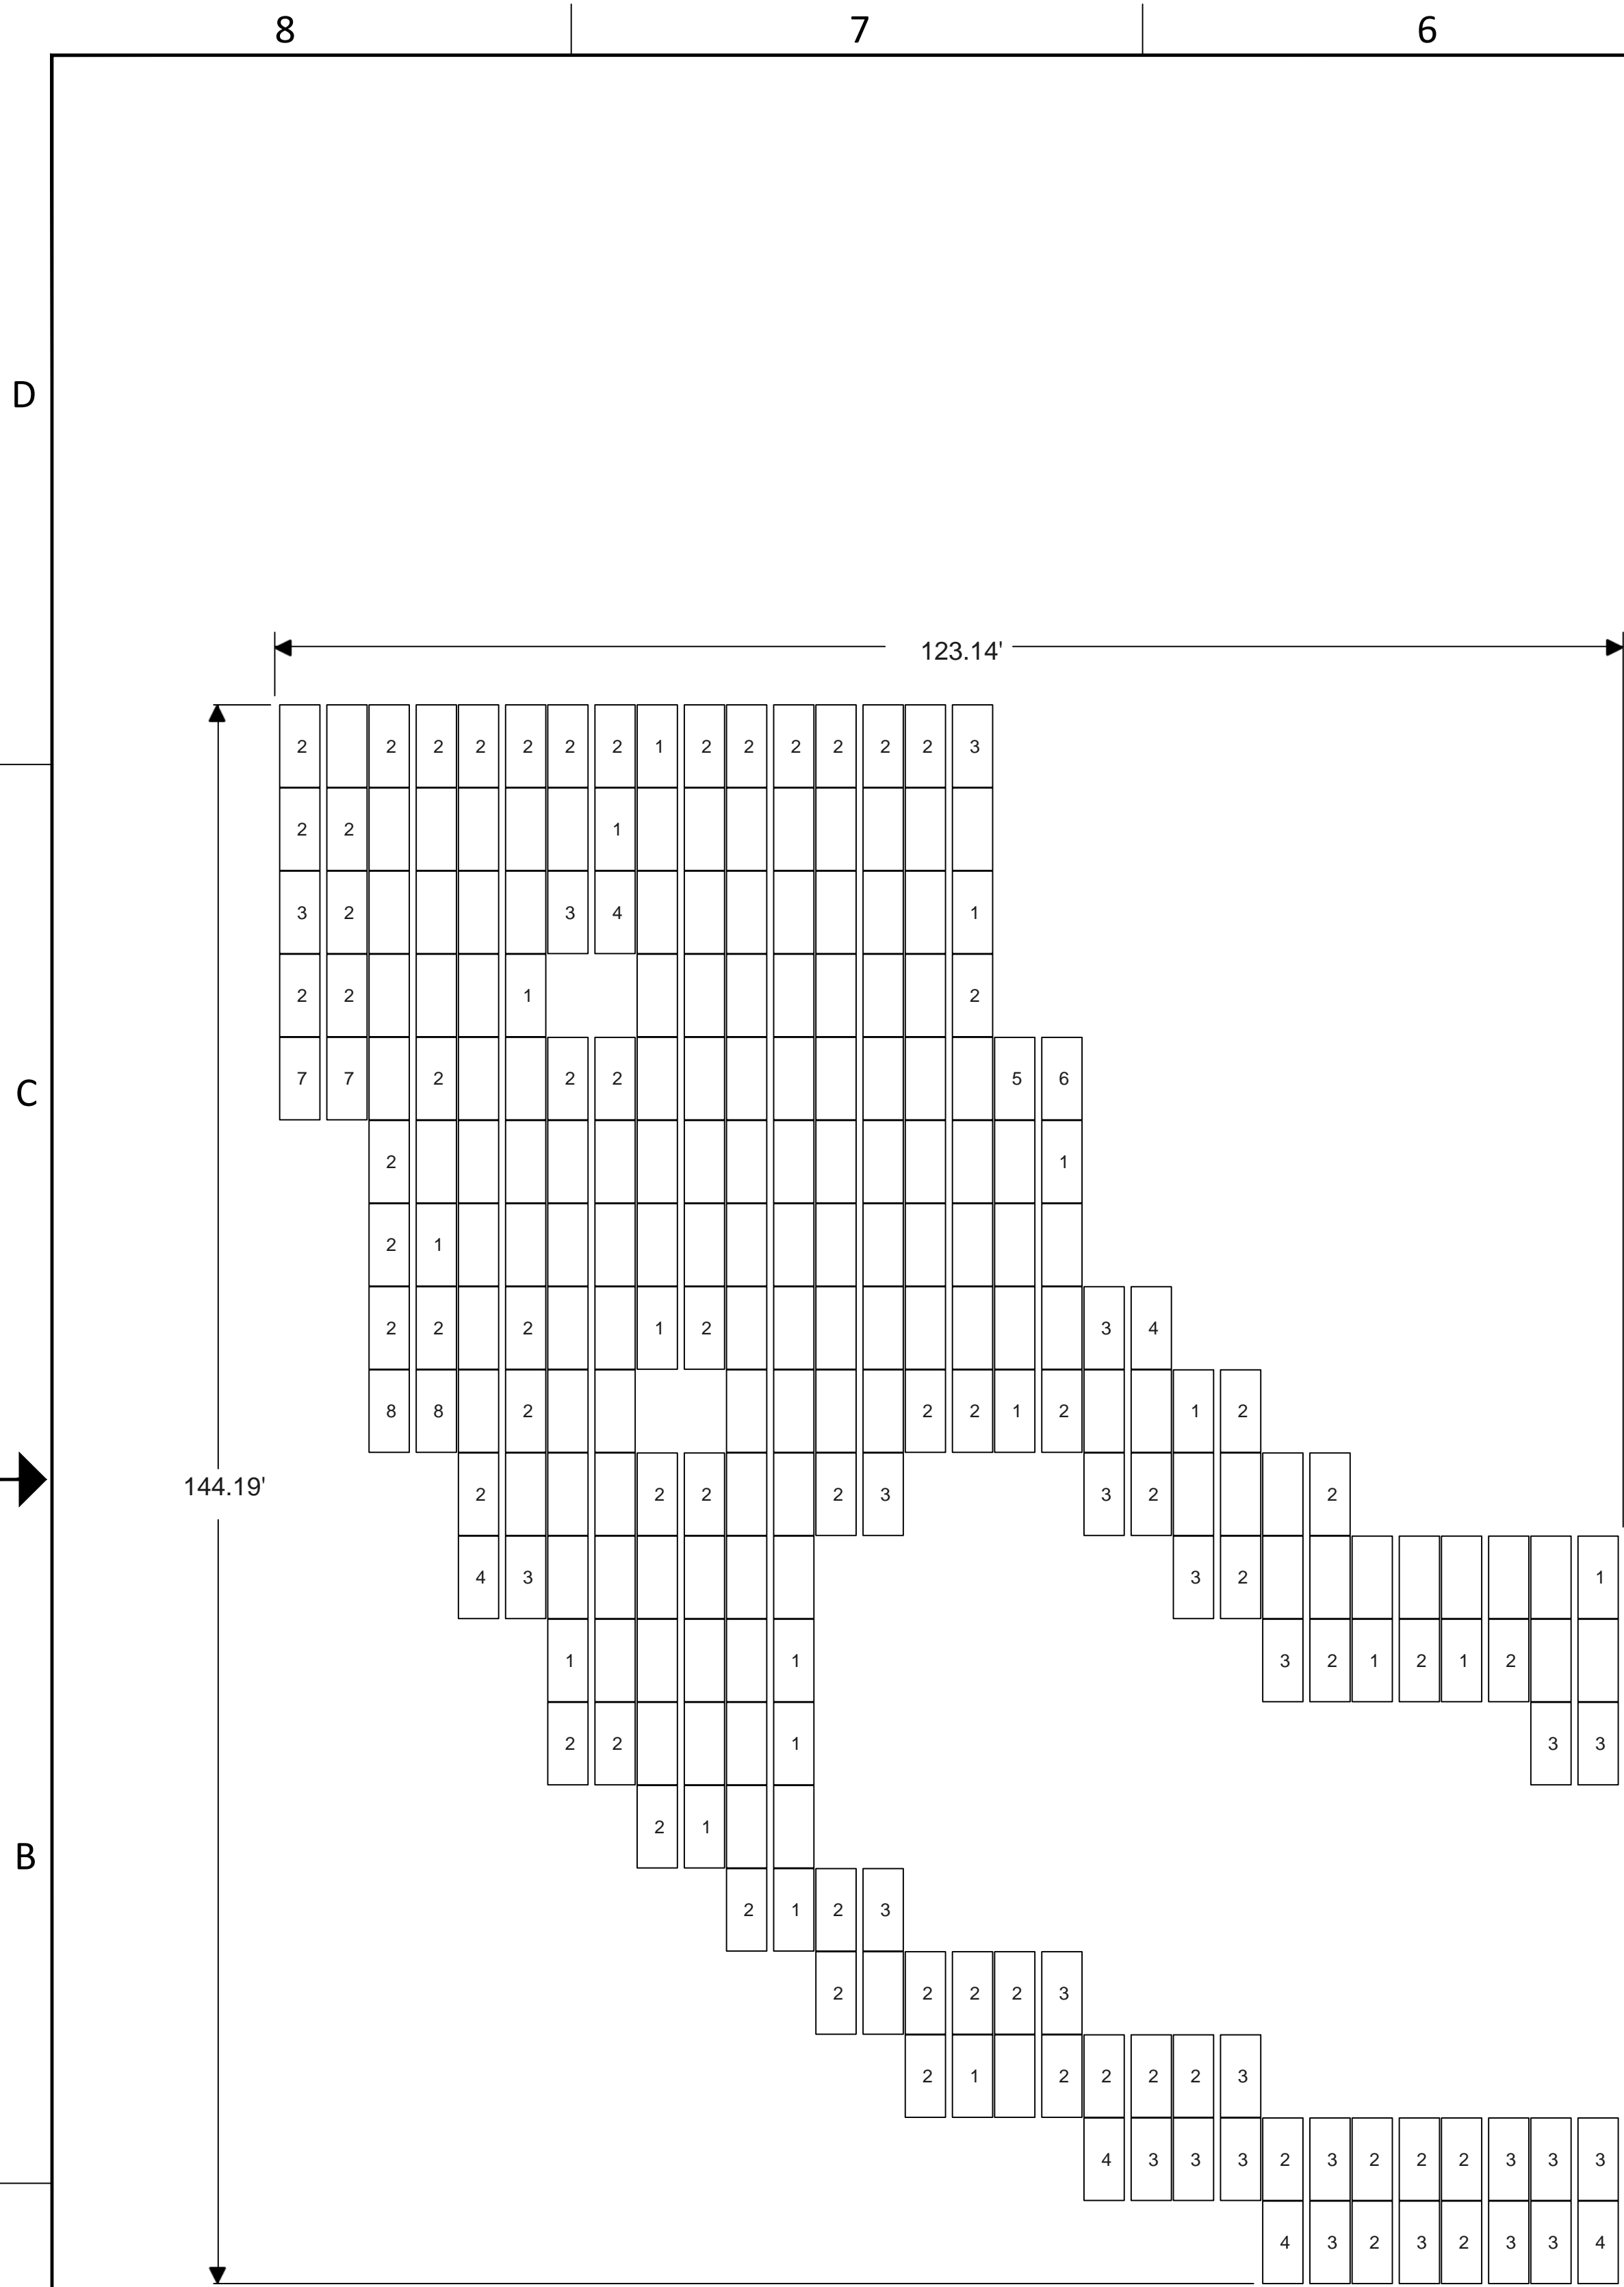 8 7 6
D
123.14'
2 2 2 2 2 2 2 1 2 2 2 2 2 2 3
2 2 1
3 2 3 4 1
2 2 1 2
C
7 7 2 2 2 5 6
2 1
2 1
2 2 2 1 2 3 4
8 8 2 2 2 1 2 1 2
144.19'
2 2 2 2 3 3 2 2
4 3 3 2 1
1 1 3 2 1 2 1 2
2 2 1 3 3
2 1
B
2 1 2 3
2 2 2 2 3
2 1 2 2 2 2 3
4 3 3 3 2 3 2 2 2 3 3 3
4 3 2 3 2 3 3 4